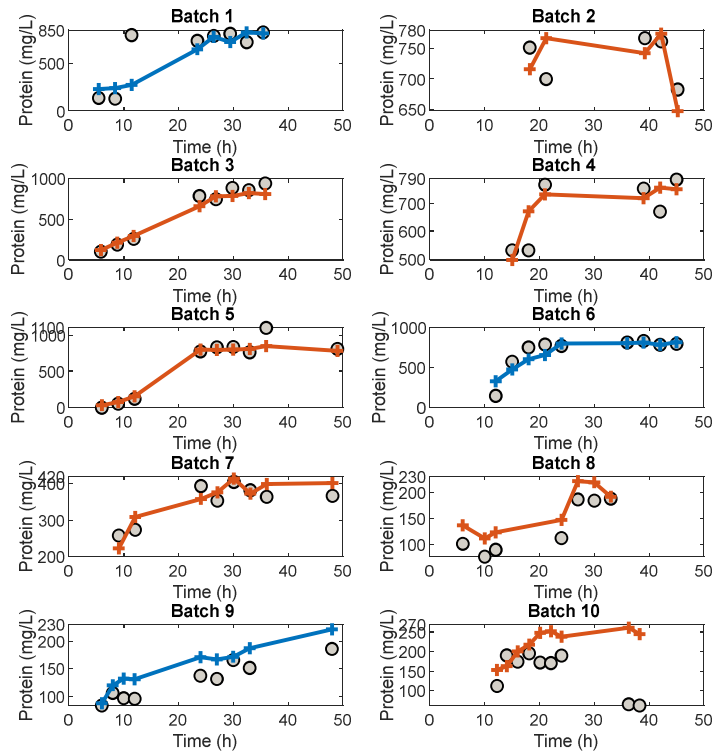 Batch 1
Protein (mg/L)
850
500
0
0 10 20 30 40 50
Time (h)
Batch 2
Protein (mg/L)
780
750
700
650
0 10 20 30 40 50
Time (h)
Batch 3
Protein (mg/L)
1000
500
0
0 10 20 30 40 50
Time (h)
Batch 4
Protein (mg/L)
790
700
600
500
0 10 20 30 40 50
Time (h)
Batch 5
Protein (mg/L)
1100
1000
500
0
0 10 20 30 40 50
Time (h)
Batch 6
Protein (mg/L)
1000
500
0
0 10 20 30 40 50
Time (h)
Batch 7
Protein (mg/L)
420
400
300
200
0 10 20 30 40 50
Time (h)
Batch 8
Protein (mg/L)
230
200
150
100
0 10 20 30 40 50
Time (h)
Batch 9
Protein (mg/L)
230
200
150
100
0 10 20 30 40 50
Time (h)
Batch 10
Protein (mg/L)
270
250
200
150
100
0 10 20 30 40 50
Time (h)